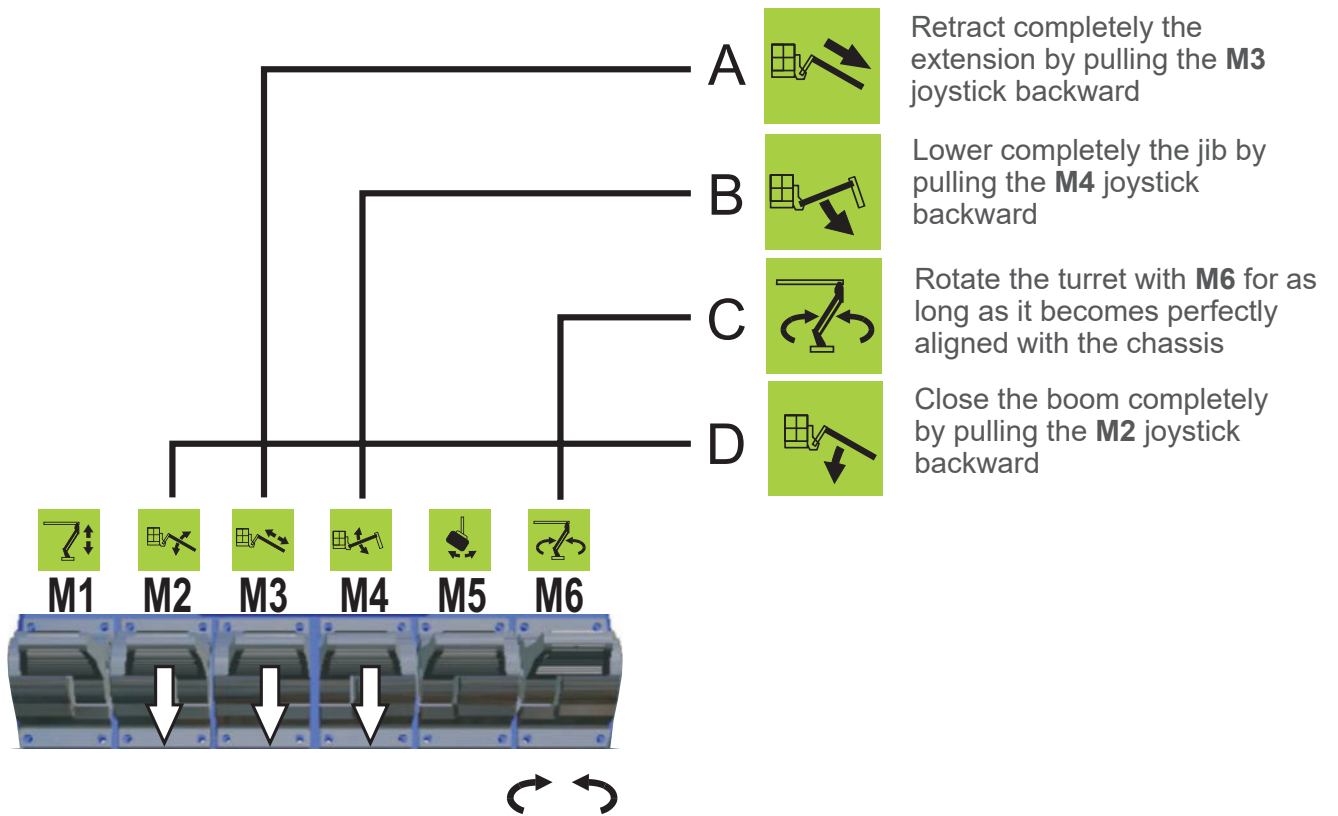 A
Retract completely the
extension by pulling the M3
joystick backward
B
Lower completely the jib by
pulling the M4 joystick
backward
C
Rotate the turret with M6 for as
long as it becomes perfectly
aligned with the chassis
D
Close the boom completely
by pulling the M2 joystick
backward
M1 M2 M3 M4 M5 M6